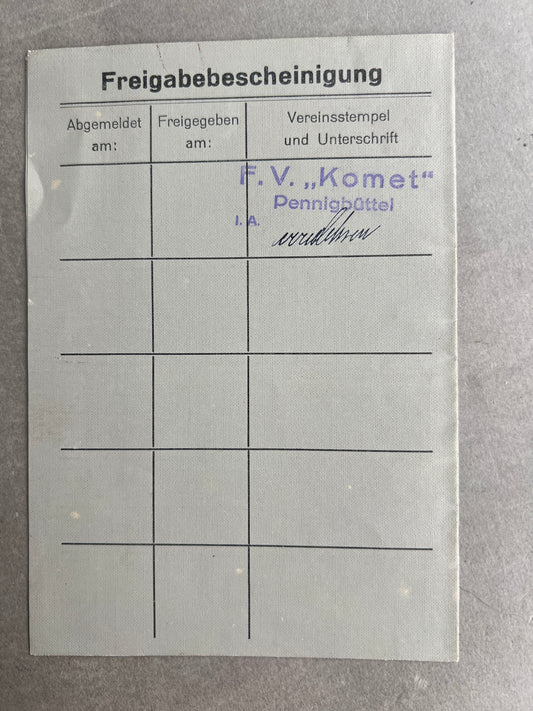 Freigabebescheinigung
Abgemeldet am:
Freigegeben am:
Vereinsstempel und Unterschrift
F. V. „Komet“
Pennigbüttel
I. A.